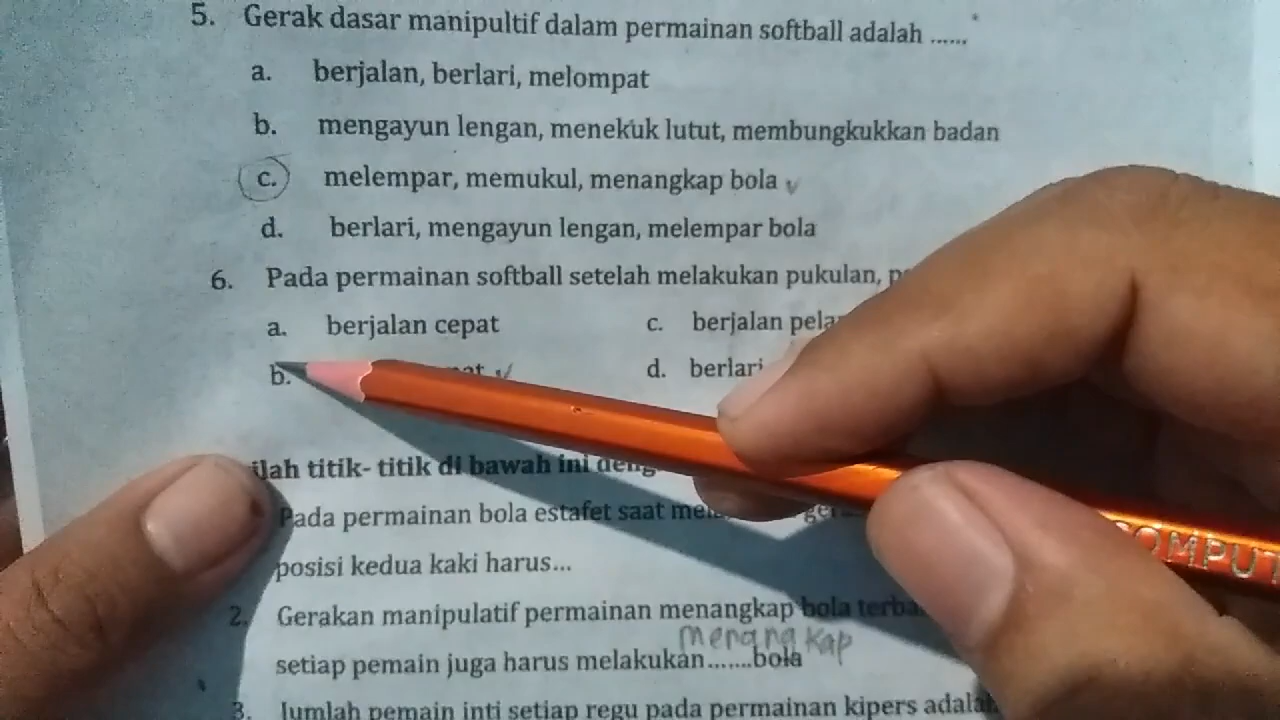 5. Gerak dasar manipultif dalam permainan softball adalah ......
a. berjalan, berlari, melompat
b. mengayun lengan, menekuk lutut, membungkukkan badan
c. melempar, memukul, menangkap bola
d. berlari, mengayun lengan, melempar bola
6. Pada permainan softball setelah melakukan pukulan,
a. berjalan cepat
c. berjalan
b.
d. berlari
titik- titik di bawah ini
Pada permainan bola estafet saat
posisi kedua kaki harus...
2. Gerakan manipulatif permainan menangkap bola
menangkap
setiap pemain juga harus melakukan.......bola
3. Jumlah pemain inti setiap regu pada permainan kipers adalah